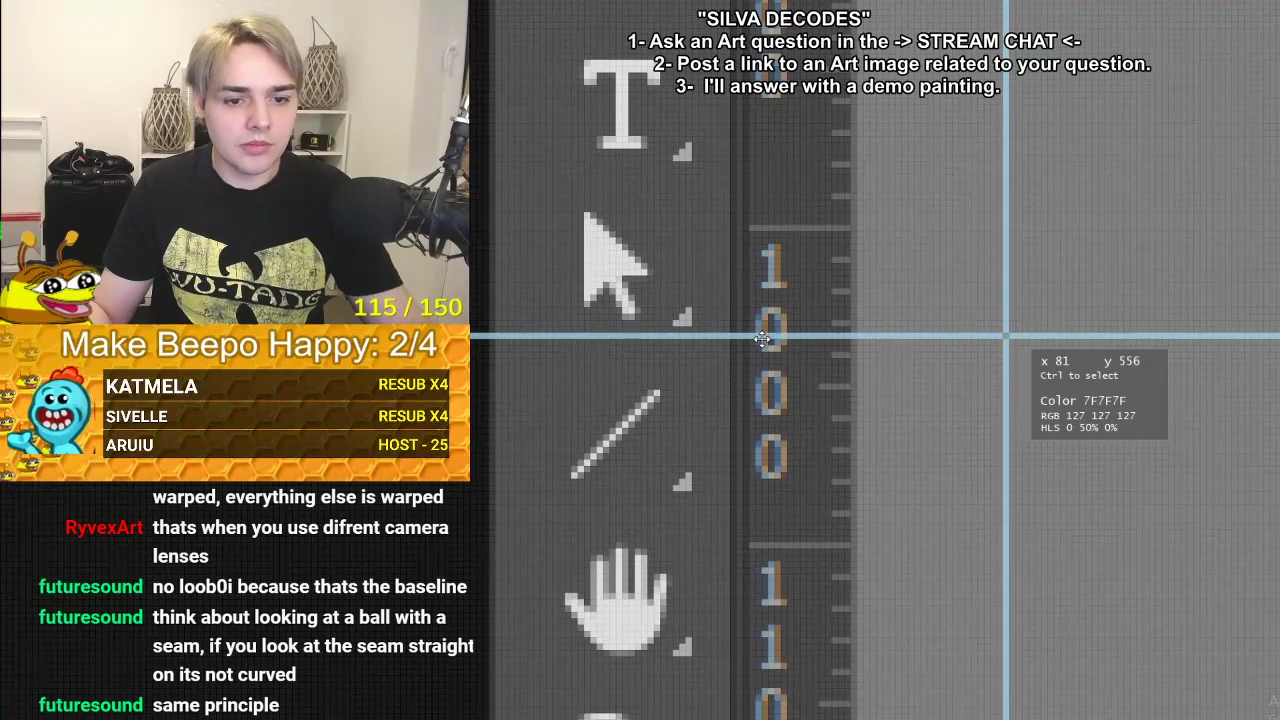 "SILVA DECODES"
1- Ask an Art question in the -> STREAM CHAT <-
2- Post a link to an Art image related to your question.
3- I'll answer with a demo painting.
T
1
0
0
0
1
1
0
x 81 y 556
Ctrl to select
Color 7F7F7F
RGB 127 127 127
HLS 0 50% 0%
WU-TANG
115 / 150
Make Beepo Happy: 2/4
KATMELA RESUB X4
SIVELLE RESUB X4
ARUIU HOST - 25
warped, everything else is warped
RyvexArt thats when you use difrent camera
lenses
futuresound no loob0i because thats the baseline
futuresound think about looking at a ball with a
seam, if you look at the seam straight
on its not curved
futuresound same principle